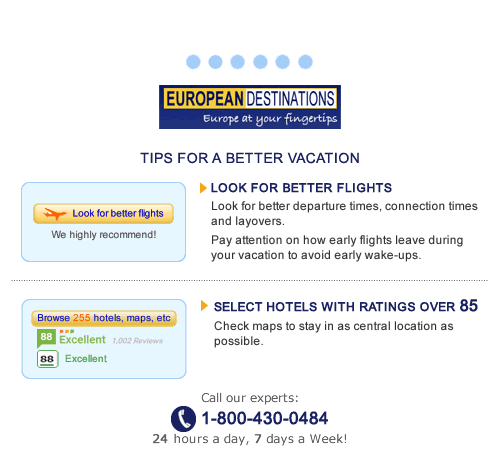 EUROPEAN DESTINATIONS
Europe at your fingertips
TIPS FOR A BETTER VACATION
Look for better flights
We highly recommend!
LOOK FOR BETTER FLIGHTS
Look for better departure times, connection times
and layovers.
Pay attention on how early flights leave during
your vacation to avoid early wake-ups.
Browse 255 hotels, maps, etc
88 Excellent 1,002 Reviews
88 Excellent
SELECT HOTELS WITH RATINGS OVER 85
Check maps to stay in as central location as
possible.
Call our experts:
1-800-430-0484
24 hours a day, 7 days a Week!